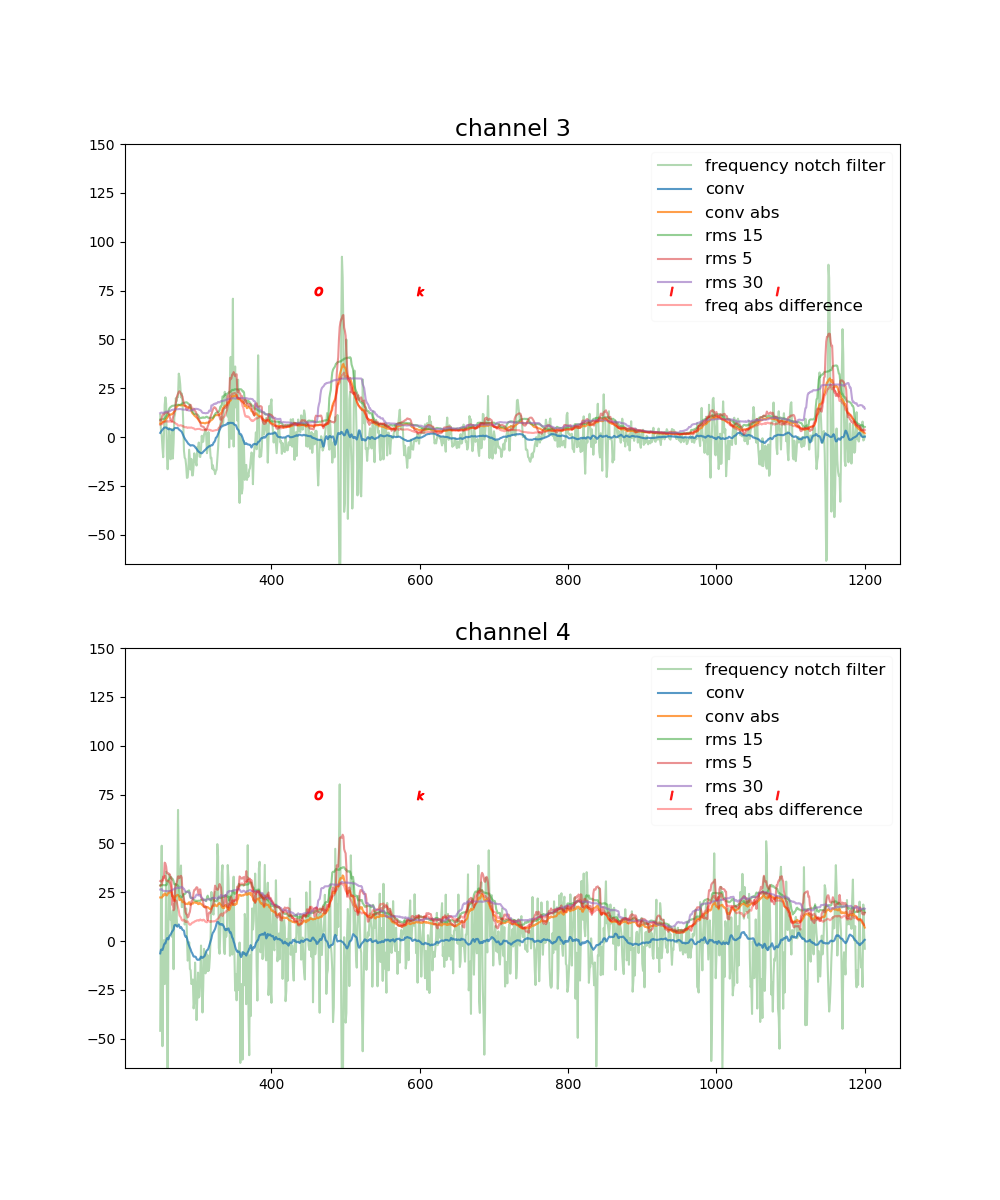 channel 3
150
125
100
75
50
25
0
−25
−50
frequency notch filter
conv
conv abs
rms 15
rms 5
rms 30
freq abs difference
o k l l
400 600 800 1000 1200
channel 4
150
125
100
75
50
25
0
−25
−50
frequency notch filter
conv
conv abs
rms 15
rms 5
rms 30
freq abs difference
o k l l
400 600 800 1000 1200